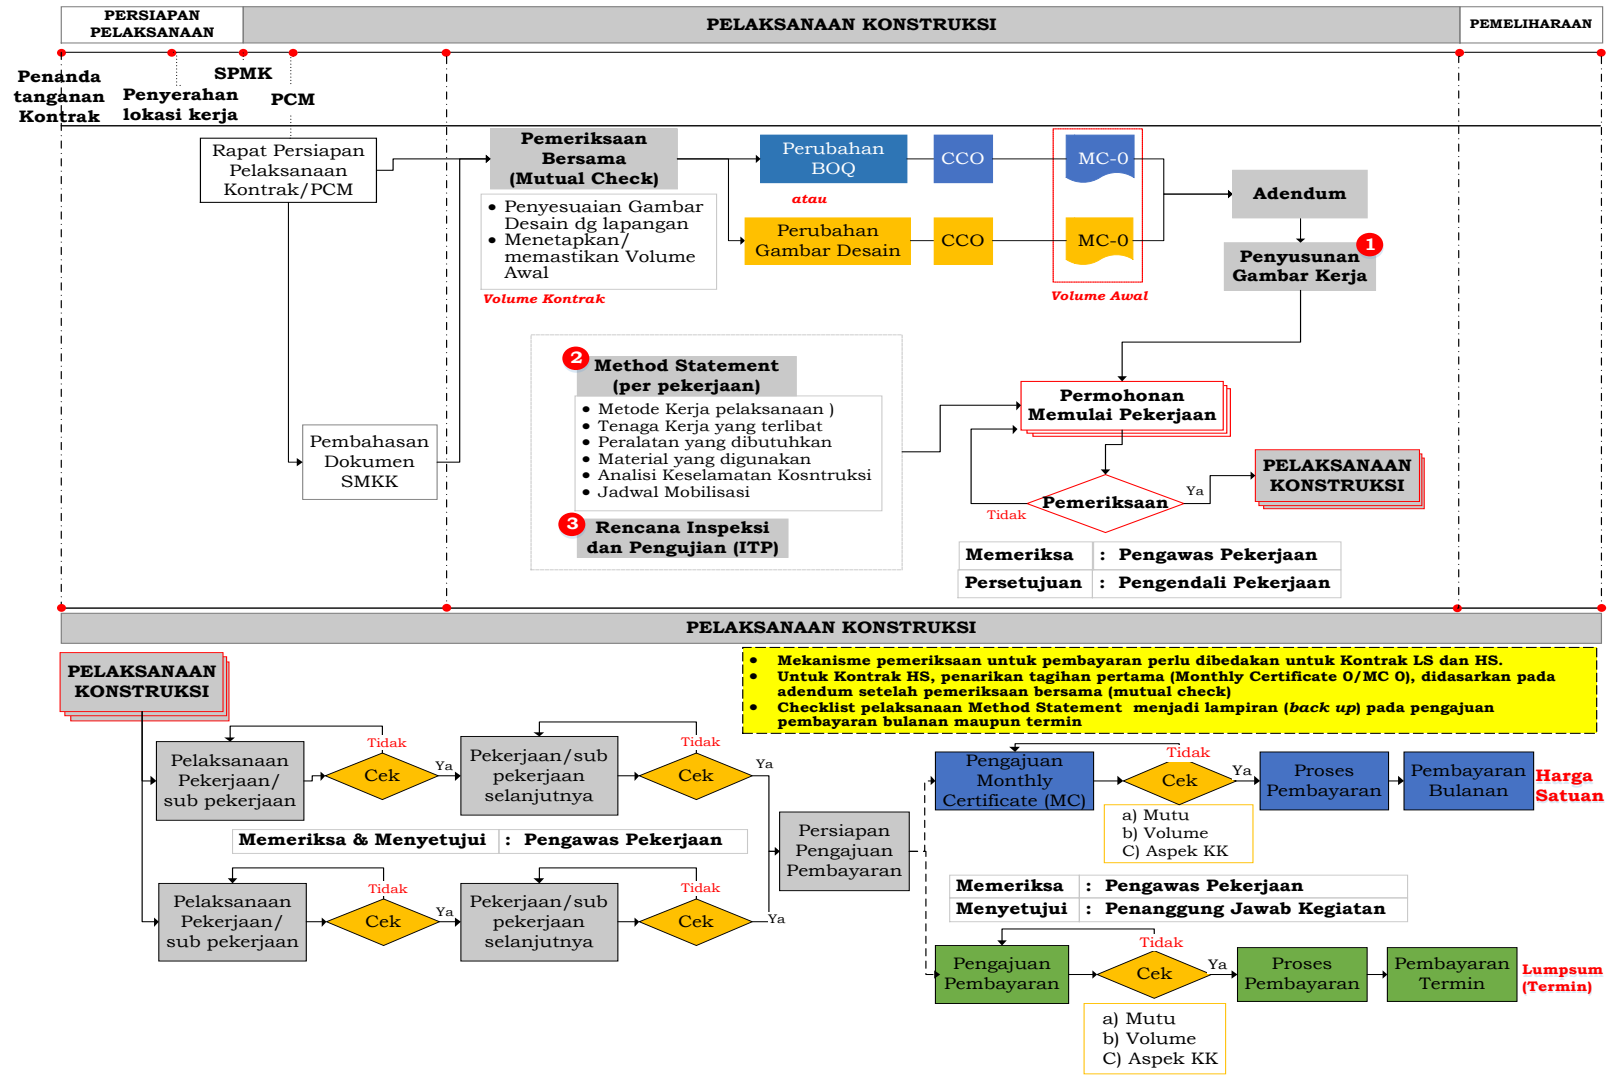 PERSIAPAN
PELAKSANAAN
PELAKSANAAN KONSTRUKSI
PEMELIHARAAN
Penanda
tanganan
Kontrak
Penyerahan
lokasi kerja
SPMK
PCM
Rapat Persiapan
Pelaksanaan
Kontrak/PCM
Pemeriksaan
Bersama
(Mutual Check)
• Penyesuaian Gambar
Desain dg lapangan
• Menetapkan/
memastikan Volume
Awal
Volume Kontrak
Perubahan
BOQ
CCO
MC-0
atau
Perubahan
Gambar Desain
CCO
MC-0
Volume Awal
Adendum
1
Penyusunan
Gambar Kerja
Pembahasan
Dokumen
SMKK
2
Method Statement
(per pekerjaan)
• Metode Kerja pelaksanaan )
• Tenaga Kerja yang terlibat
• Peralatan yang dibutuhkan
• Material yang digunakan
• Analisi Keselamatan Kosntruksi
• Jadwal Mobilisasi
3
Rencana Inspeksi
dan Pengujian (ITP)
Permohonan
Memulai Pekerjaan
Pemeriksaan
Tidak
Ya
PELAKSANAAN
KONSTRUKSI
Memeriksa : Pengawas Pekerjaan
Persetujuan : Pengendali Pekerjaan
PELAKSANAAN KONSTRUKSI
PELAKSANAAN
KONSTRUKSI
• Mekanisme pemeriksaan untuk pembayaran perlu dibedakan untuk Kontrak LS dan HS.
• Untuk Kontrak HS, penarikan tagihan pertama (Monthly Certificate 0/MC 0), didasarkan pada
adendum setelah pemeriksaan bersama (mutual check)
• Checklist pelaksanaan Method Statement menjadi lampiran (back up) pada pengajuan
pembayaran bulanan maupun termin
Pelaksanaan
Pekerjaan/
sub pekerjaan
Tidak
Cek
Ya
Pekerjaan/sub
pekerjaan
selanjutnya
Tidak
Cek
Ya
Memeriksa & Menyetujui : Pengawas Pekerjaan
Pelaksanaan
Pekerjaan/
sub pekerjaan
Tidak
Cek
Ya
Pekerjaan/sub
pekerjaan
selanjutnya
Tidak
Cek
Ya
Persiapan
Pengajuan
Pembayaran
Pengajuan
Monthly
Certificate (MC)
Tidak
Cek
Ya
Proses
Pembayaran
Pembayaran
Bulanan
Harga
Satuan
a) Mutu
b) Volume
C) Aspek KK
Memeriksa : Pengawas Pekerjaan
Menyetujui : Penanggung Jawab Kegiatan
Pengajuan
Pembayaran
Tidak
Cek
Ya
Proses
Pembayaran
Pembayaran
Termin
Lumpsum
(Termin)
a) Mutu
b) Volume
C) Aspek KK